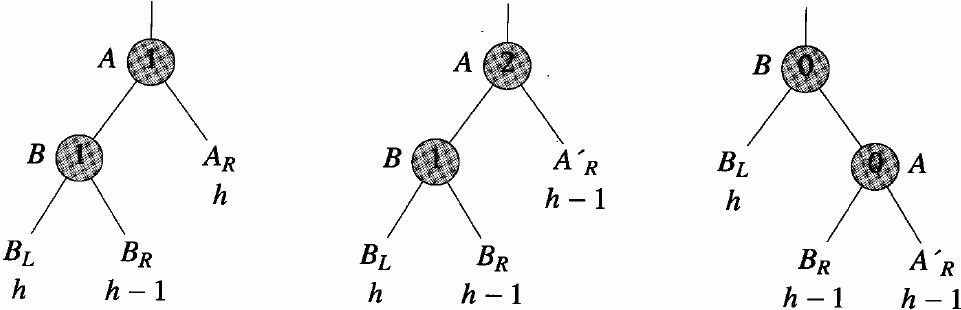 A 1
B 1
A_R
h
B_L
h
B_R
h − 1
A 2
B 1
A´_R
h − 1
B_L
h
B_R
h − 1
B 0
B_L
h
0 A
B_R
h − 1
A´_R
h − 1